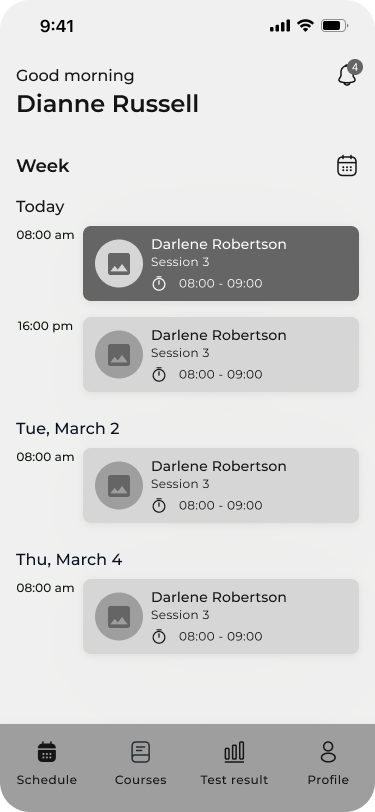 9:41
Good morning
4
Dianne Russell
Week
Today
08:00 am
Darlene Robertson
Session 3
08:00 - 09:00
16:00 pm
Darlene Robertson
Session 3
08:00 - 09:00
Tue, March 2
08:00 am
Darlene Robertson
Session 3
08:00 - 09:00
Thu, March 4
08:00 am
Darlene Robertson
Session 3
08:00 - 09:00
Schedule
Courses
Test result
Profile